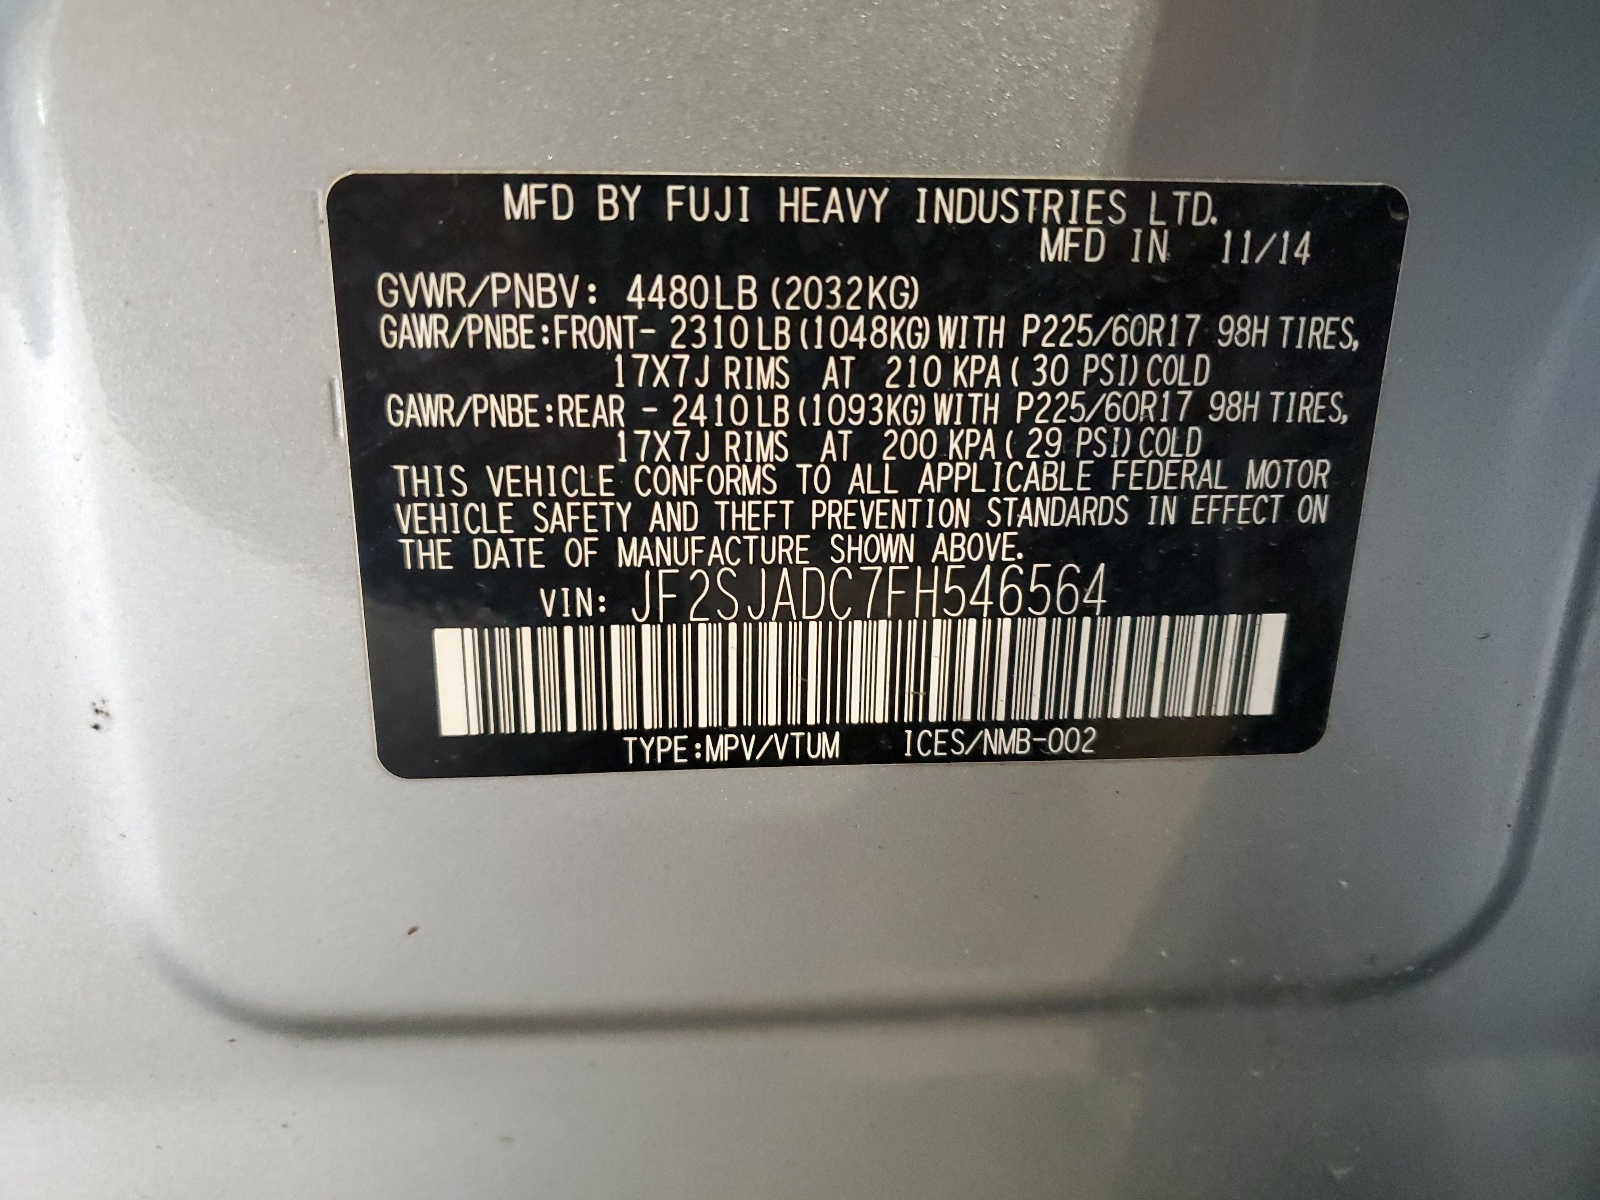 MFD BY FUJI HEAVY INDUSTRIES LTD.
MFD IN 11/14
GVWR/PNBV: 4480LB (2032KG)
GAWR/PNBE:FRONT- 2310LB (1048KG) WITH P225/60R17 98H TIRES,
17X7J RIMS AT 210 KPA ( 30 PSI) COLD
GAWR/PNBE:REAR - 2410LB (1093KG) WITH P225/60R17 98H TIRES,
17X7J RIMS AT 200 KPA ( 29 PSI) COLD
THIS VEHICLE CONFORMS TO ALL APPLICABLE FEDERAL MOTOR
VEHICLE SAFETY AND THEFT PREVENTION STANDARDS IN EFFECT ON
THE DATE OF MANUFACTURE SHOWN ABOVE.
VIN: JF2SJADC7FH546564
TYPE:MPV/VTUM ICES/NMB-002